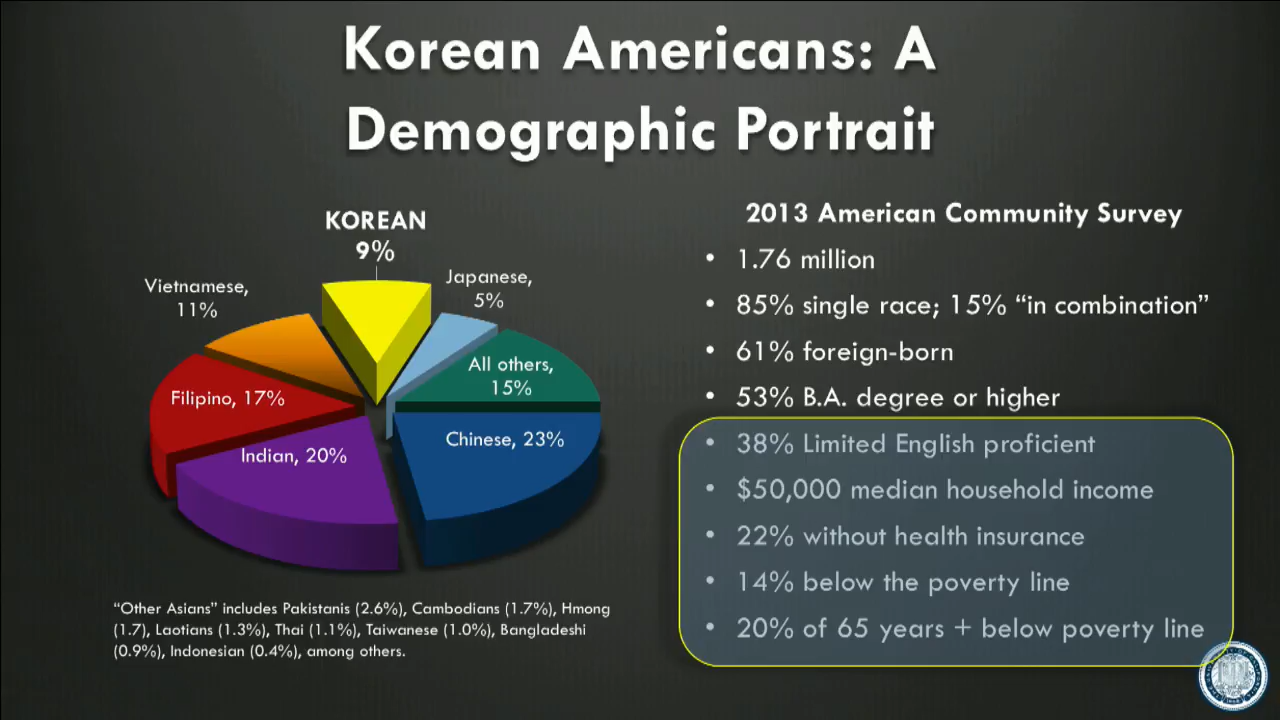 Korean Americans: A
Demographic Portrait
KOREAN
9%
Japanese,
5%
Vietnamese,
11%
All others,
15%
Filipino, 17%
Chinese, 23%
Indian, 20%
“Other Asians” includes Pakistanis (2.6%), Cambodians (1.7%), Hmong
(1.7), Laotians (1.3%), Thai (1.1%), Taiwanese (1.0%), Bangladeshi
(0.9%), Indonesian (0.4%), among others.
2013 American Community Survey
• 1.76 million
• 85% single race; 15% “in combination”
• 61% foreign-born
• 53% B.A. degree or higher
• 38% Limited English proficient
• $50,000 median household income
• 22% without health insurance
• 14% below the poverty line
• 20% of 65 years + below poverty line